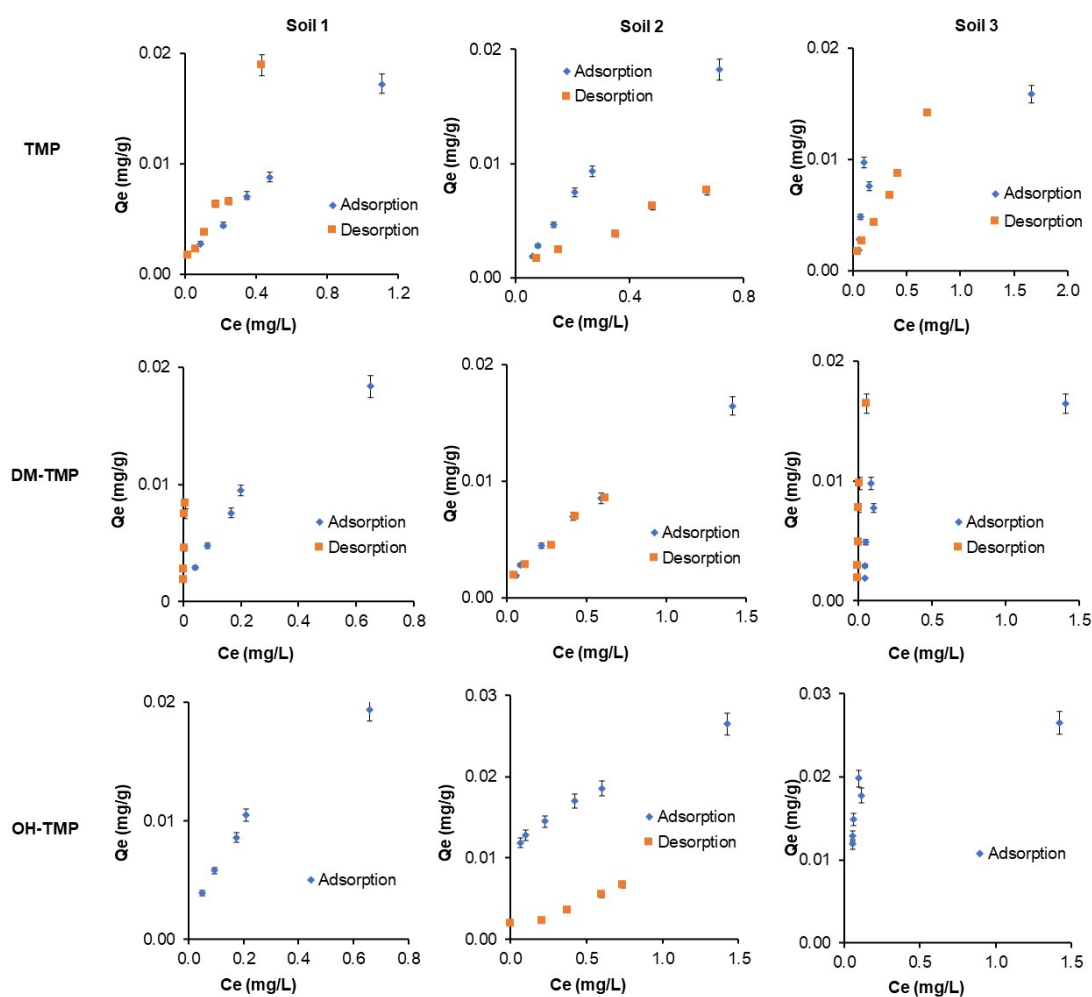 Soil 1 Soil 2 Soil 3
TMP
Qe (mg/g)
0.02
0.01
0.00
0.0 0.4 0.8 1.2
Ce (mg/L)
Adsorption
Desorption
Qe (mg/g)
0.02
0.01
0.00
0.0 0.4 0.8
Ce (mg/L)
Adsorption
Desorption
Qe (mg/g)
0.02
0.01
0.00
0.0 0.5 1.0 1.5 2.0
Ce (mg/L)
Adsorption
Desorption
DM-TMP
Qe (mg/g)
0.02
0.01
0
0.0 0.2 0.4 0.6 0.8
Ce (mg/L)
Adsorption
Desorption
Qe (mg/g)
0.02
0.01
0.00
0.0 0.5 1.0 1.5
Ce (mg/L)
Adsorption
Desorption
Qe (mg/g)
0.02
0.01
0.00
0.0 0.5 1.0 1.5
Ce (mg/L)
Adsorption
Desorption
OH-TMP
Qe (mg/g)
0.02
0.01
0.00
0.0 0.2 0.4 0.6 0.8
Ce (mg/L)
Adsorption
Qe (mg/g)
0.03
0.02
0.01
0.00
0.0 0.5 1.0 1.5
Ce (mg/L)
Adsorption
Desorption
Qe (mg/g)
0.03
0.02
0.01
0.00
0.0 0.5 1.0 1.5
Ce (mg/L)
Adsorption